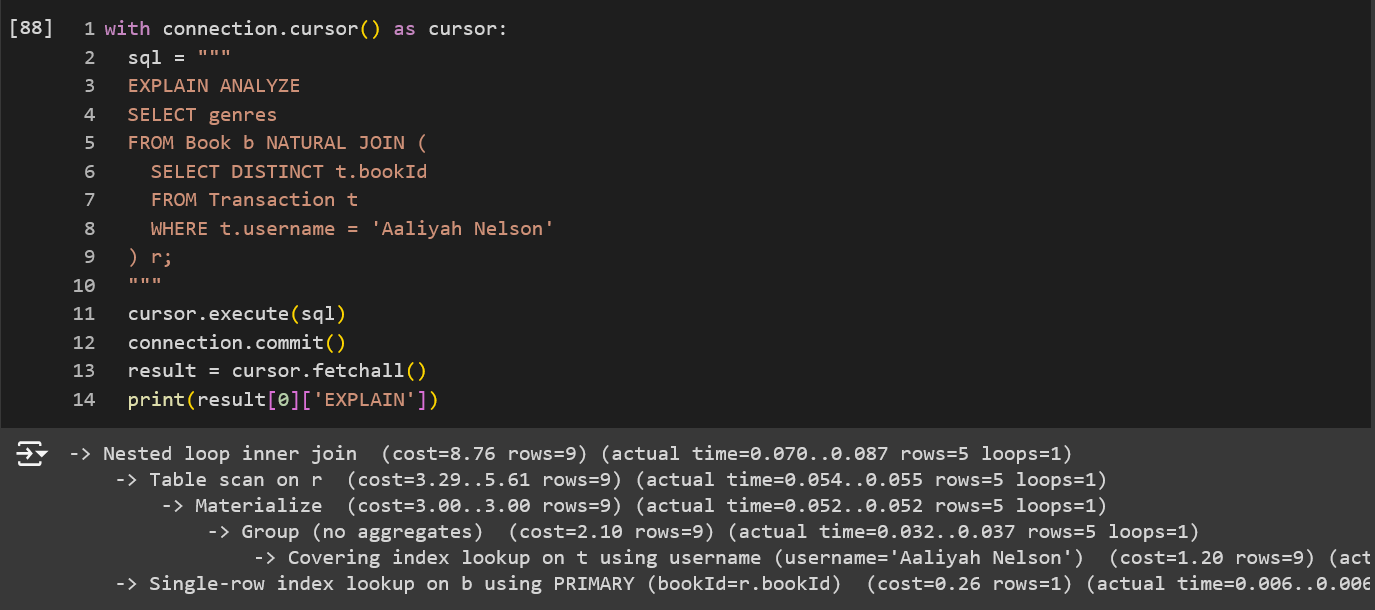 [88] 1 with connection.cursor() as cursor:
2 sql = """
3 EXPLAIN ANALYZE
4 SELECT genres
5 FROM Book b NATURAL JOIN (
6 SELECT DISTINCT t.bookId
7 FROM Transaction t
8 WHERE t.username = 'Aaliyah Nelson'
9 ) r;
10 """
11 cursor.execute(sql)
12 connection.commit()
13 result = cursor.fetchall()
14 print(result[0]['EXPLAIN'])
-> Nested loop inner join (cost=8.76 rows=9) (actual time=0.070..0.087 rows=5 loops=1)
-> Table scan on r (cost=3.29..5.61 rows=9) (actual time=0.054..0.055 rows=5 loops=1)
-> Materialize (cost=3.00..3.00 rows=9) (actual time=0.052..0.052 rows=5 loops=1)
-> Group (no aggregates) (cost=2.10 rows=9) (actual time=0.032..0.037 rows=5 loops=1)
-> Covering index lookup on t using username (username='Aaliyah Nelson') (cost=1.20 rows=9) (act
-> Single-row index lookup on b using PRIMARY (bookId=r.bookId) (cost=0.26 rows=1) (actual time=0.006..0.006